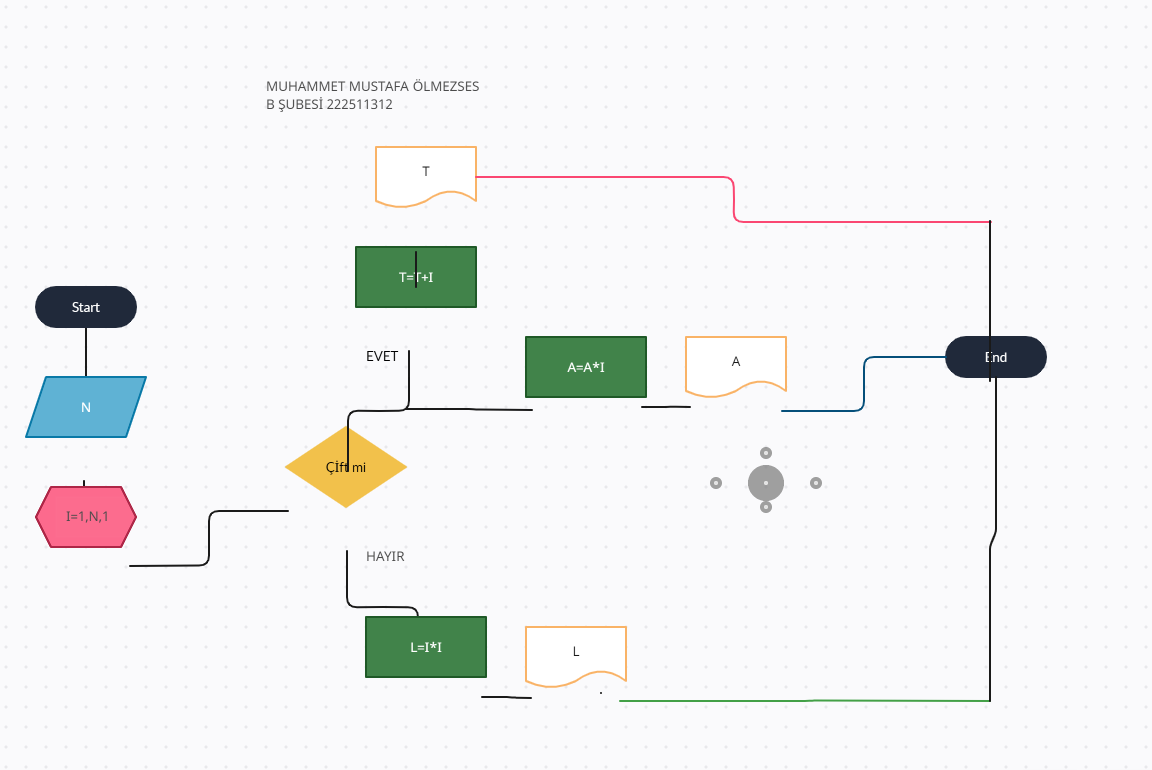 MUHAMMET MUSTAFA ÖLMEZSES
B ŞUBESİ 222511312
T
T=T+I
Start
EVET
A=A*I
A
End
N
Çift mi
I=1,N,1
HAYIR
L=I*I
L